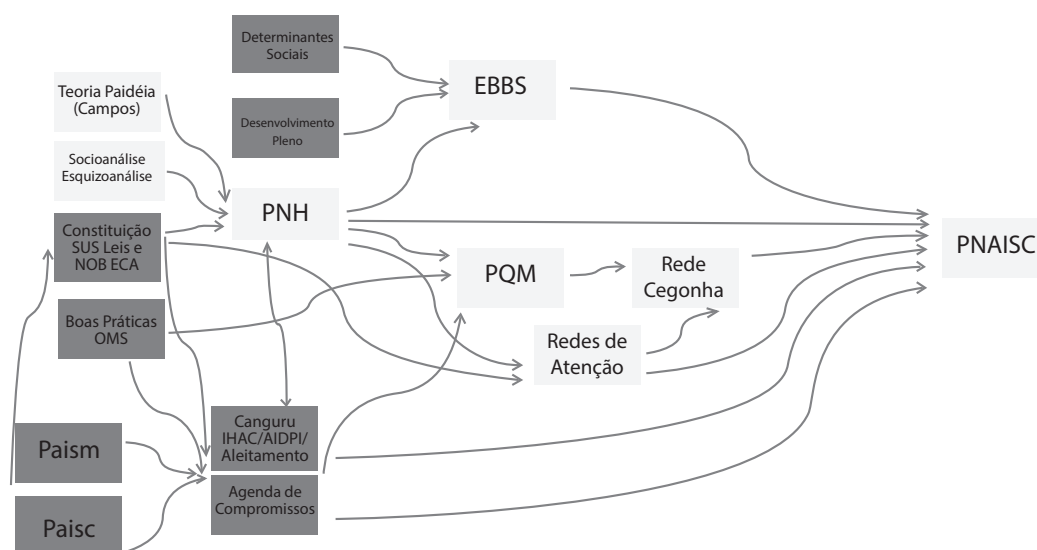 Determinantes
Sociais
EBBS
Teoria Paidéia
(Campos)
Desenvolvimento
Pleno
Socioanálise
Esquizoanálise
PNH
Constituição
SUS Leis e
NOB ECA
PNAISC
PQM
Rede
Cegonha
Boas Práticas
OMS
Redes de
Atenção
Canguru
IHAC/AIDPI/
Aleitamento
Paism
Agenda de
Compromissos
Paisc